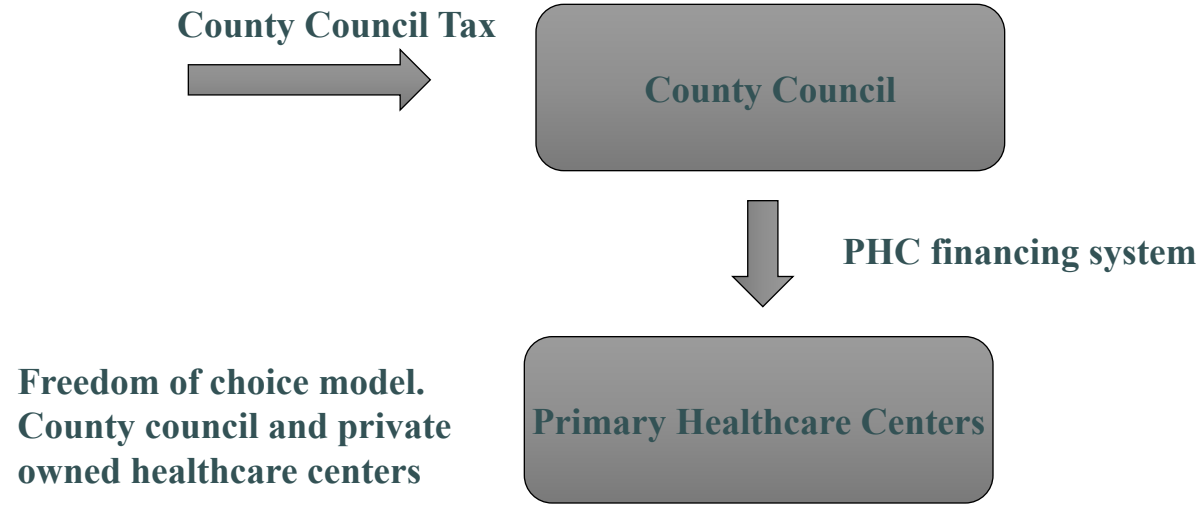 County Council Tax
County Council
PHC financing system
Freedom of choice model.
County council and private
owned healthcare centers
Primary Healthcare Centers